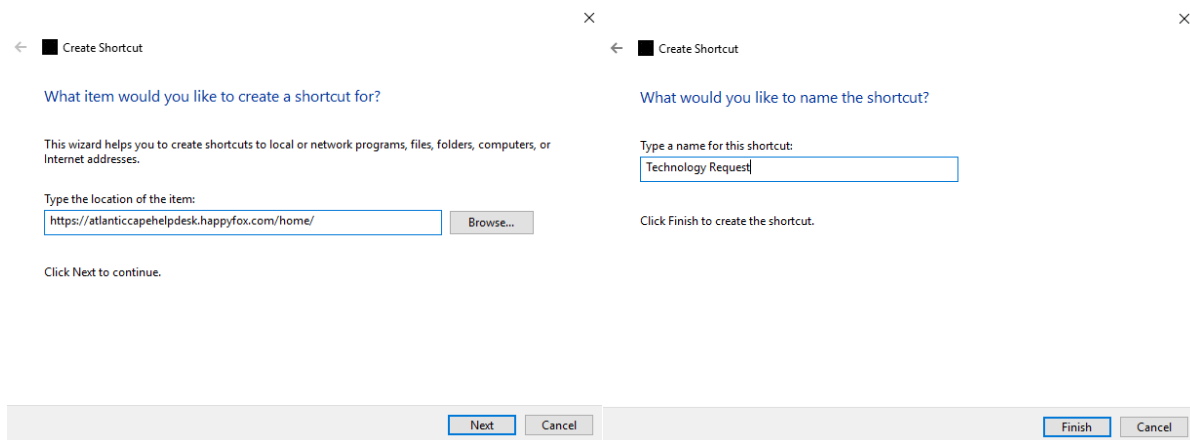 Create Shortcut
What item would you like to create a shortcut for?
This wizard helps you to create shortcuts to local or network programs, files, folders, computers, or
Internet addresses.
Type the location of the item:
https://atlanticcapehelpdesk.happyfox.com/home/
Browse...
Click Next to continue.
Next
Cancel
Create Shortcut
What would you like to name the shortcut?
Type a name for this shortcut:
Technology Request
Click Finish to create the shortcut.
Finish
Cancel